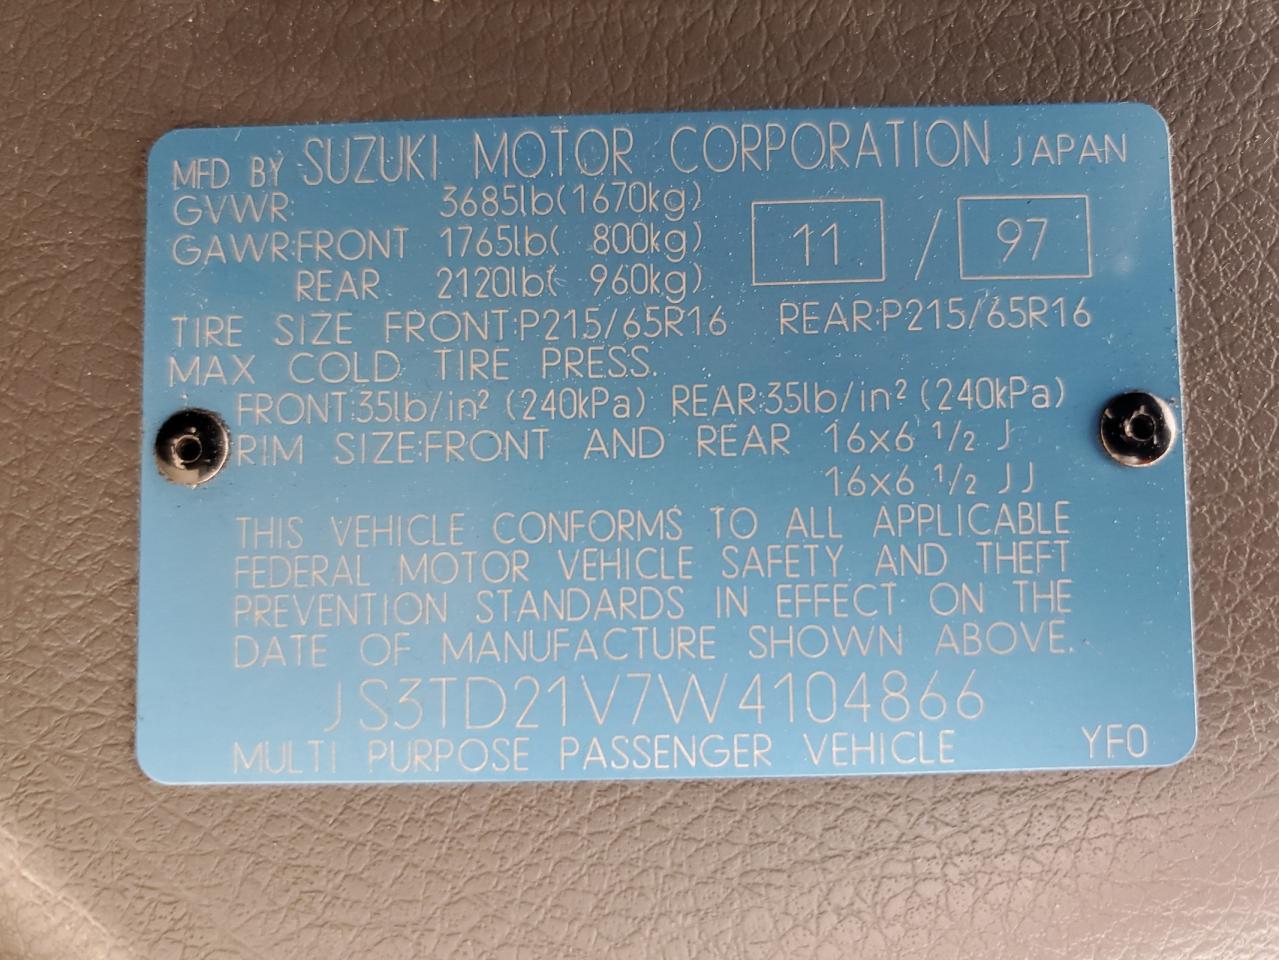 MFD BY SUZUKI MOTOR CORPORATION JAPAN
GVWR: 3685lb(1670kg)
GAWR:FRONT 1765lb( 800kg) 11 / 97
REAR 2120lb( 960kg)
TIRE SIZE FRONT:P215/65R16 REAR:P215/65R16
MAX COLD TIRE PRESS.
FRONT:35lb/in² (240kPa) REAR:35lb/in² (240kPa)
RIM SIZE:FRONT AND REAR 16x6 1/2 J
16x6 1/2 JJ
THIS VEHICLE CONFORMS TO ALL APPLICABLE
FEDERAL MOTOR VEHICLE SAFETY AND THEFT
PREVENTION STANDARDS IN EFFECT ON THE
DATE OF MANUFACTURE SHOWN ABOVE.
JS3TD21V7W4104866
MULTI PURPOSE PASSENGER VEHICLE YF0